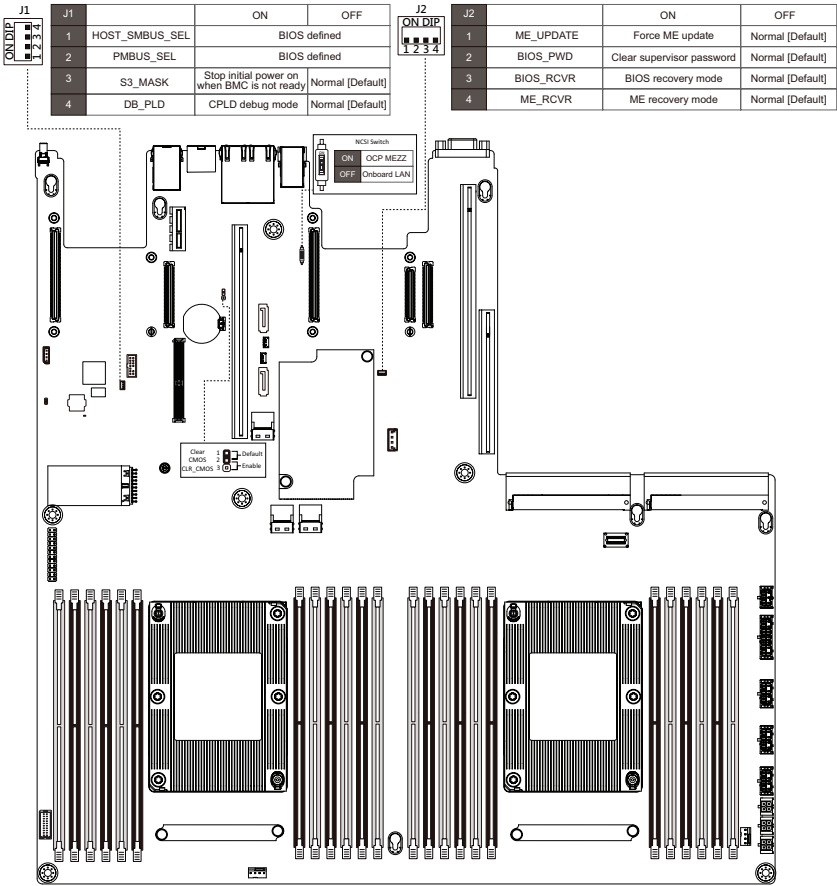 J1
ON DIP
1 2 3 4
J1 ON OFF
1 HOST_SMBUS_SEL BIOS defined
2 PMBUS_SEL BIOS defined
3 S3_MASK Stop initial power on when BMC is not ready Normal [Default]
4 DB_PLD CPLD debug mode Normal [Default]
J2
ON DIP
1 2 3 4
J2 ON OFF
1 ME_UPDATE Force ME update Normal [Default]
2 BIOS_PWD Clear supervisor password Normal [Default]
3 BIOS_RCVR BIOS recovery mode Normal [Default]
4 ME_RCVR ME recovery mode Normal [Default]
NCSI Switch
ON OCP MEZZ
OFF Onboard LAN
Clear 1 Default
CMOS 2
CLR_CMOS 3 Enable